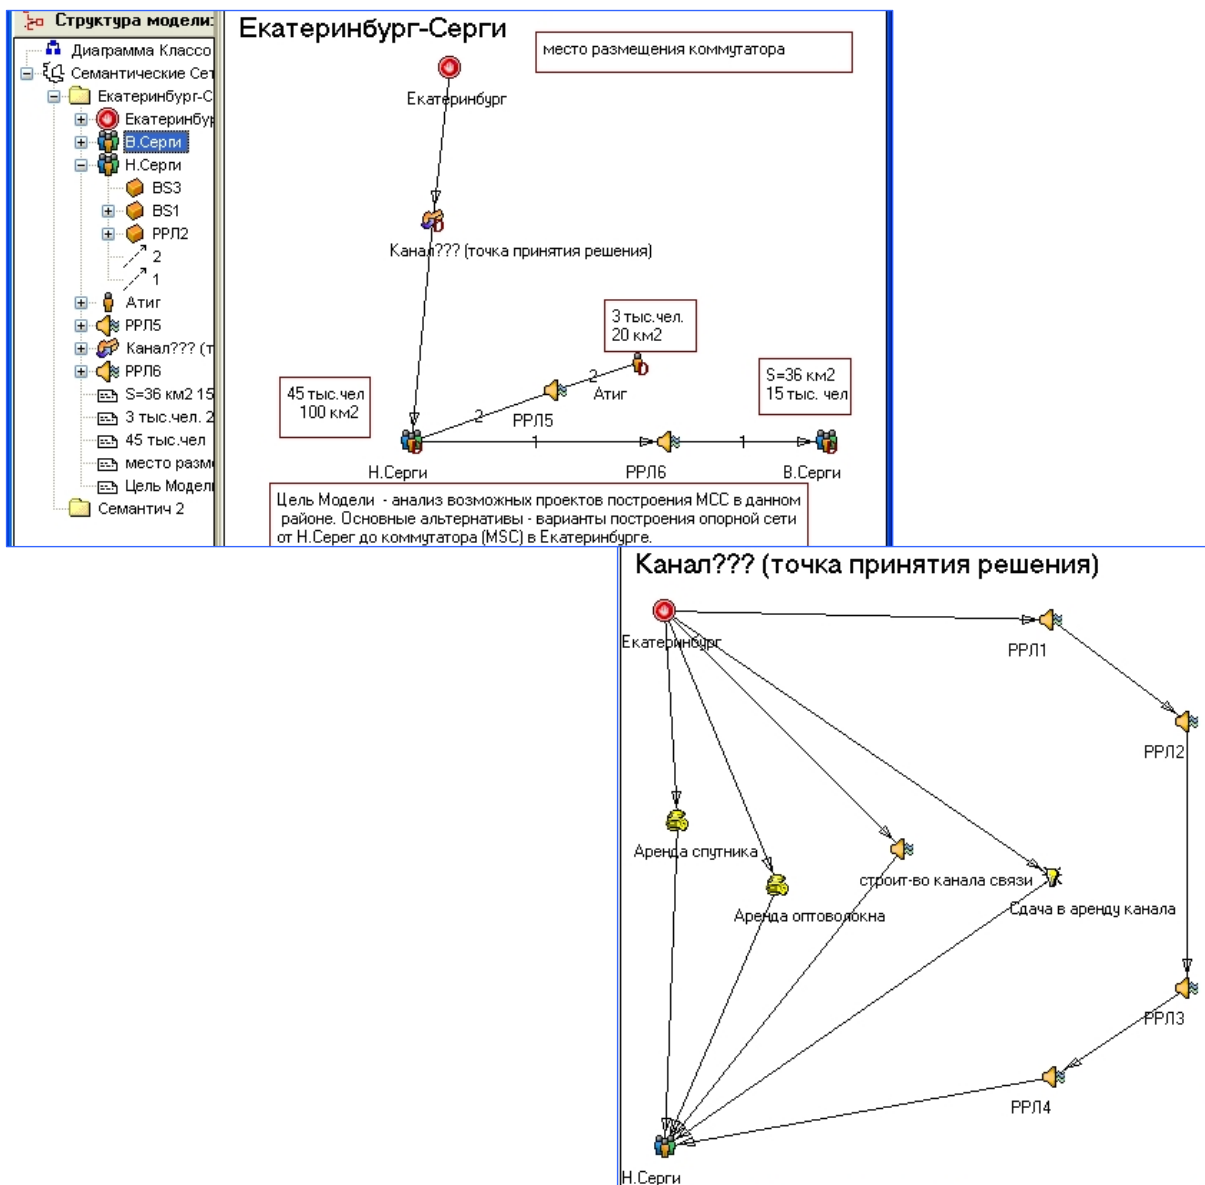 Структура модели:
Диаграмма Классо
Семантические Сет
Екатеринбург-С
Екатеринбур
В.Серги
Н.Серги
BS3
BS1
РРЛ2
2
1
Атиг
РРЛ5
Канал??? (т
РРЛ6
S=36 км2 15
3 тыс.чел. 2
45 тыс.чел
место разм
Цель Модел
Семантич 2
Екатеринбург-Серги
место размещения коммутатора
Екатеринбург
Канал??? (точка принятия решения)
3 тыс.чел.
20 км2
45 тыс.чел
100 км2
S=36 км2
15 тыс. чел
2
Атиг
РРЛ5
2
1
1
Н.Серги
РРЛ6
В.Серги
Цель Модели - анализ возможных проектов построения МСС в данном
районе. Основные альтернативы - варианты построения опорной сети
от Н.Серег до коммутатора (MSC) в Екатеринбурге.
Канал??? (точка принятия решения)
Екатеринбург
РРЛ1
РРЛ2
Аренда спутника
строит-во канала связи
Аренда оптоволокна
Сдача в аренду канала
РРЛ3
РРЛ4
Н.Серги